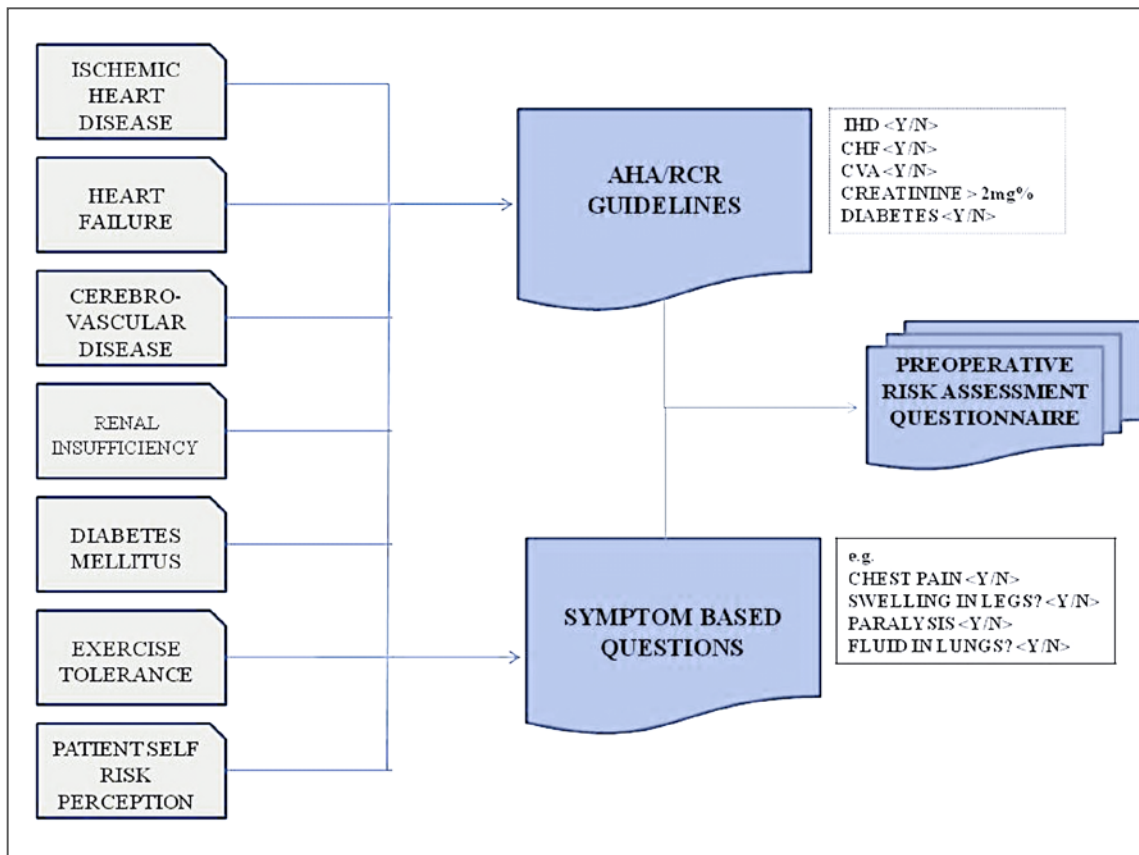 ISCHEMIC
HEART
DISEASE
HEART
FAILURE
CEREBRO-
VASCULAR
DISEASE
RENAL
INSUFFICIENCY
DIABETES
MELLITUS
EXERCISE
TOLERANCE
PATIENT SELF
RISK
PERCEPTION
AHA/RCR
GUIDELINES
IHD <Y/N>
CHF <Y/N>
CVA <Y/N>
CREATININE > 2mg%
DIABETES <Y/N>
PREOPERATIVE
RISK ASSESSMENT
QUESTIONNAIRE
SYMPTOM BASED
QUESTIONS
e.g.
CHEST PAIN <Y/N>
SWELLING IN LEGS? <Y/N>
PARALYSIS <Y/N>
FLUID IN LUNGS? <Y/N>